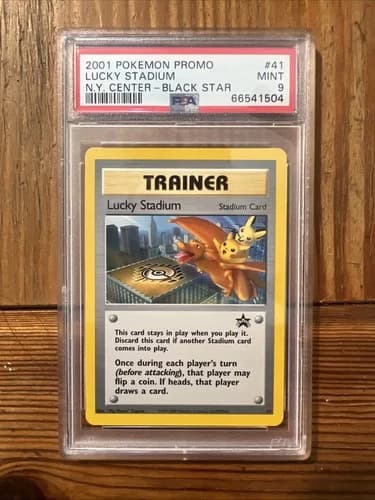 2001 POKEMON PROMO #41
LUCKY STADIUM MINT
N.Y. CENTER-BLACK STAR 9
PSA 66541504
TRAINER
Lucky Stadium Stadium Card
PROMO
This card stays in play when you play it.
Discard this card if another Stadium card
comes into play.
Once during each player's turn
(before attacking), that player may
flip a coin. If heads, that player
draws a card.